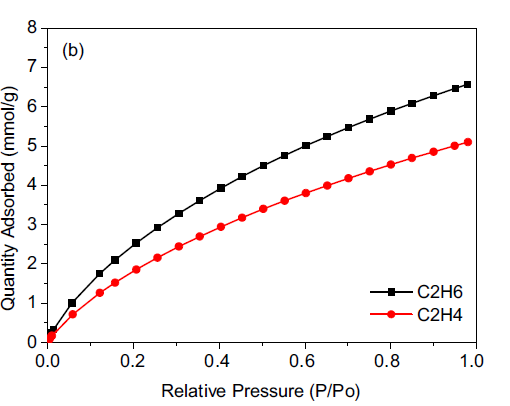 (b)
Quantity Adsorbed (mmol/g)
8
7
6
5
4
3
2
1
0
0.0 0.2 0.4 0.6 0.8 1.0
Relative Pressure (P/Po)
C2H6
C2H4